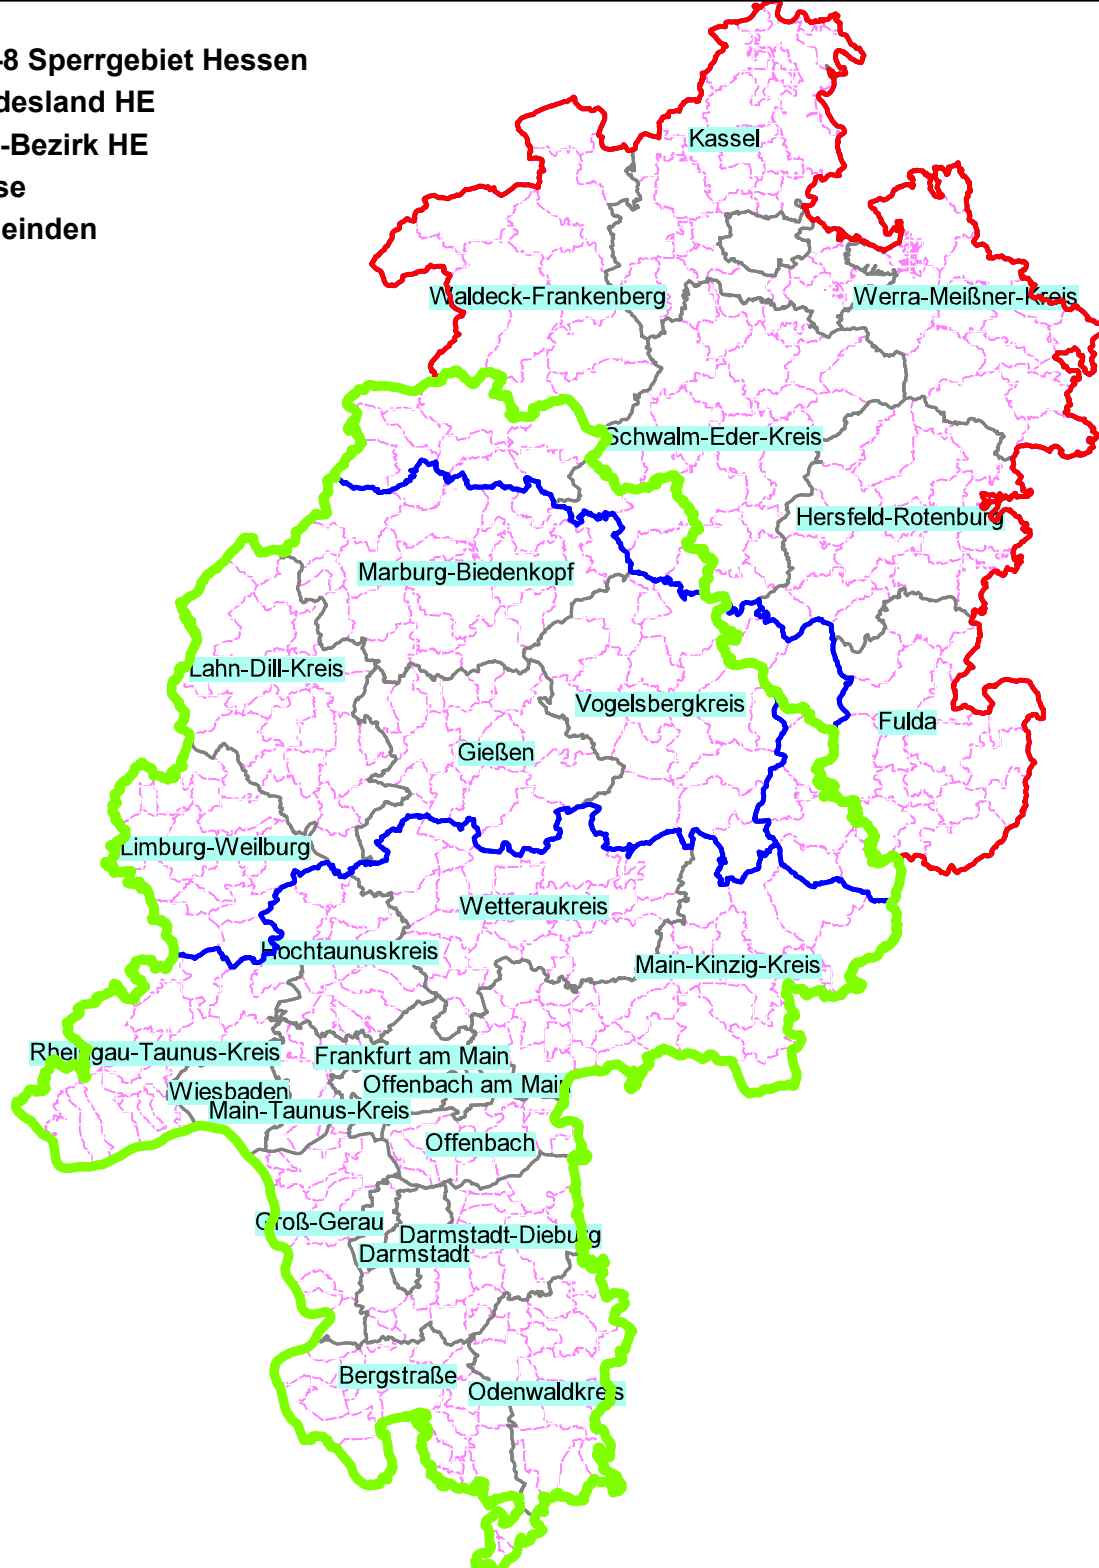 -8 Sperrgebiet Hessen
desland HE
-Bezirk HE
se
einden
Kassel
Waldeck-Frankenberg
Werra-Meißner-Kreis
Schwalm-Eder-Kreis
Hersfeld-Rotenburg
Marburg-Biedenkopf
Lahn-Dill-Kreis
Vogelsbergkreis
Fulda
Gießen
Limburg-Weilburg
Wetteraukreis
Hochtaunuskreis
Main-Kinzig-Kreis
Rheingau-Taunus-Kreis
Frankfurt am Main
Offenbach am Main
Wiesbaden
Main-Taunus-Kreis
Offenbach
Groß-Gerau
Darmstadt-Dieburg
Darmstadt
Bergstraße
Odenwaldkreis